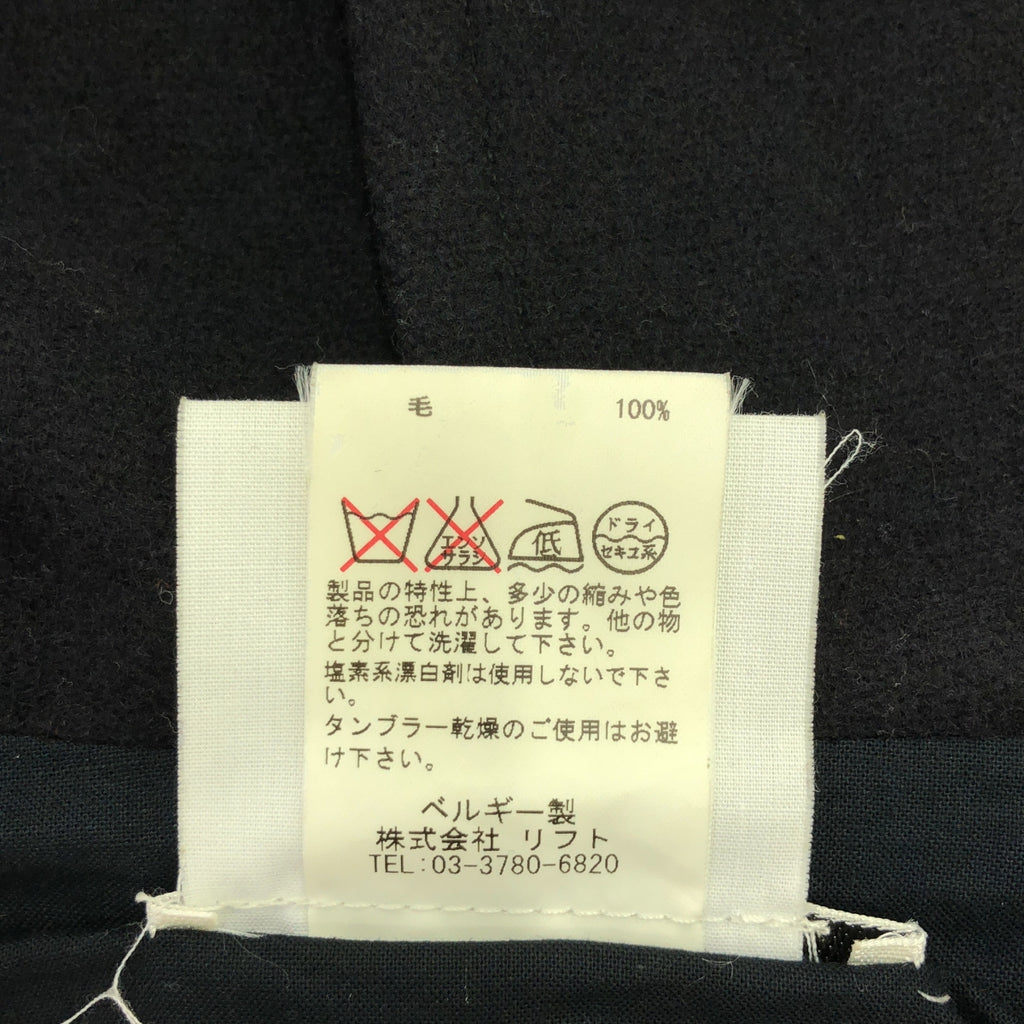 毛 100%
エンソ サラシ 低 ドライ セキユ系
製品の特性上、多少の縮みや色
落ちの恐れがあります。他の物
と分けて洗濯して下さい。
塩素系漂白剤は使用しないで下さ
い。
タンブラー乾燥のご使用はお避
け下さい。
ベルギー製
株式会社 リフト
TEL:03-3780-6820